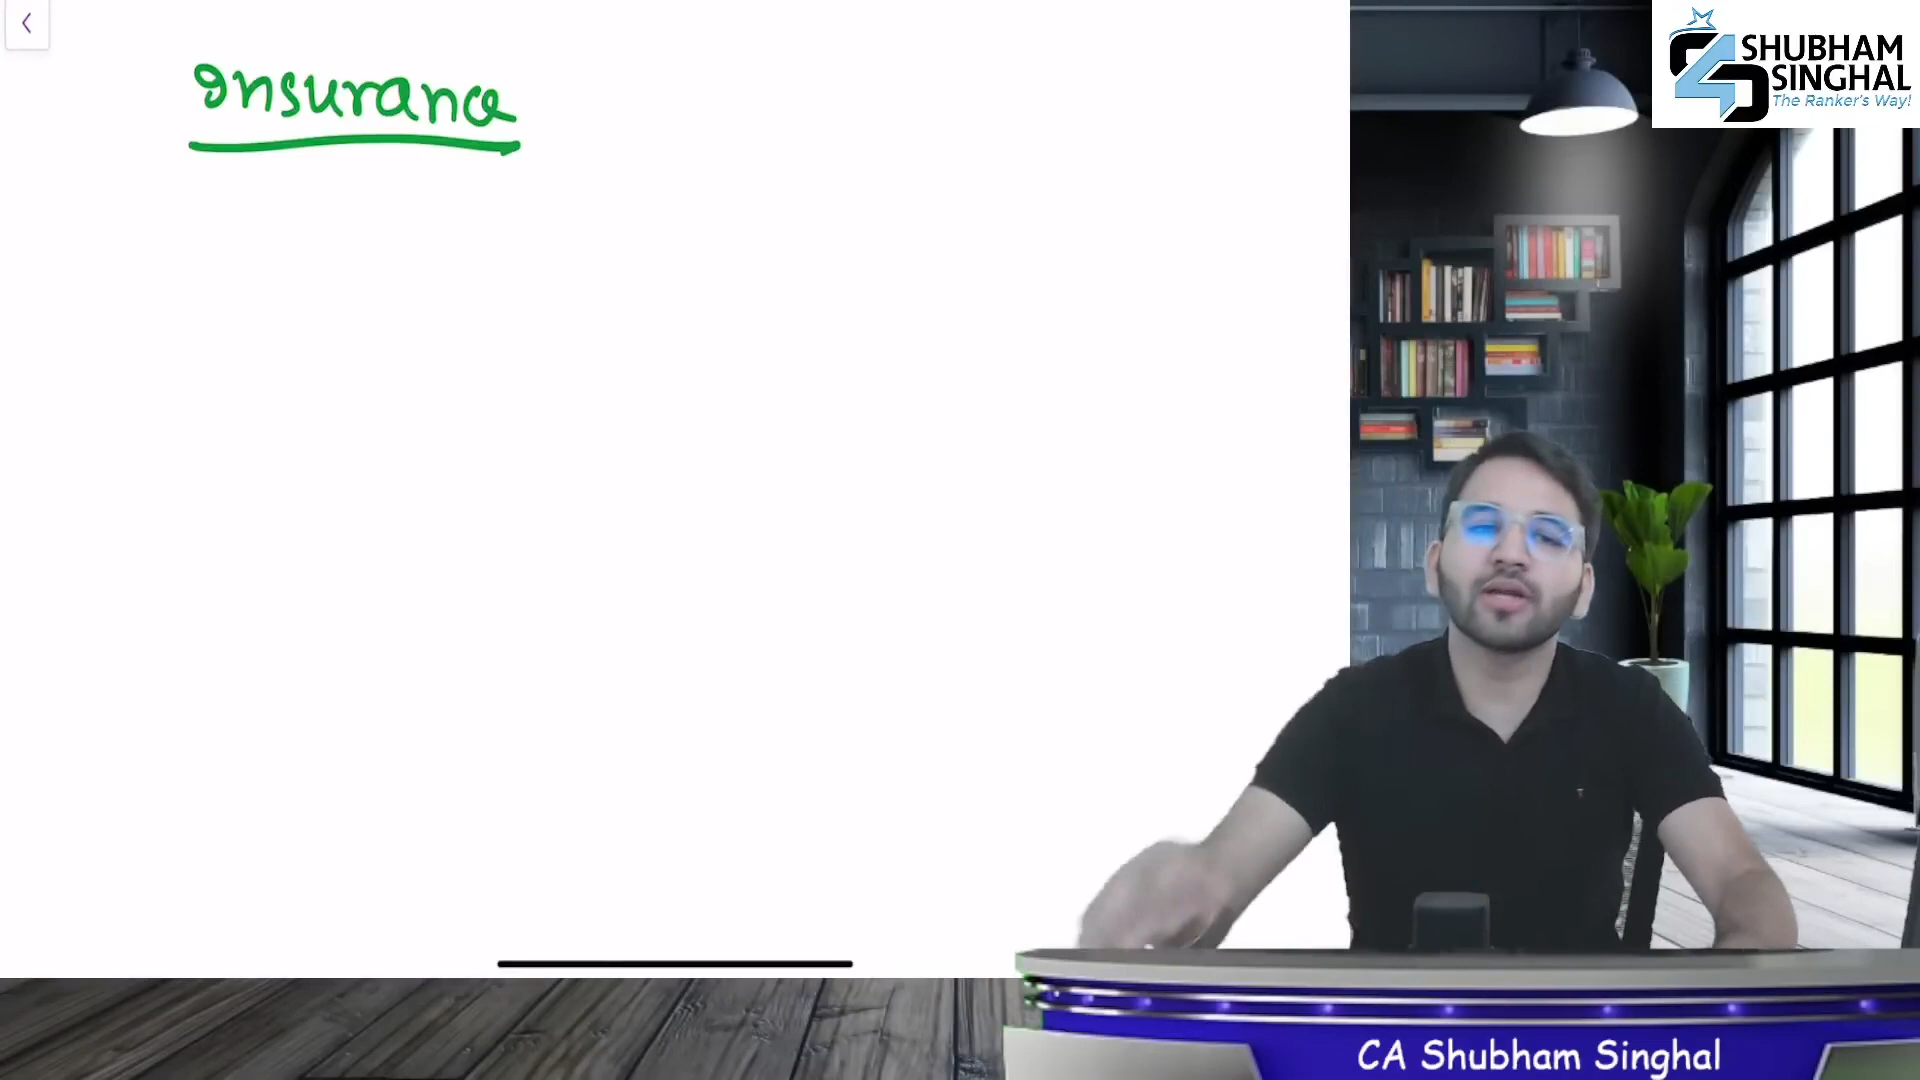 Insurance
SHUBHAM
SINGHAL
The Ranker's Way!
CA Shubham Singhal